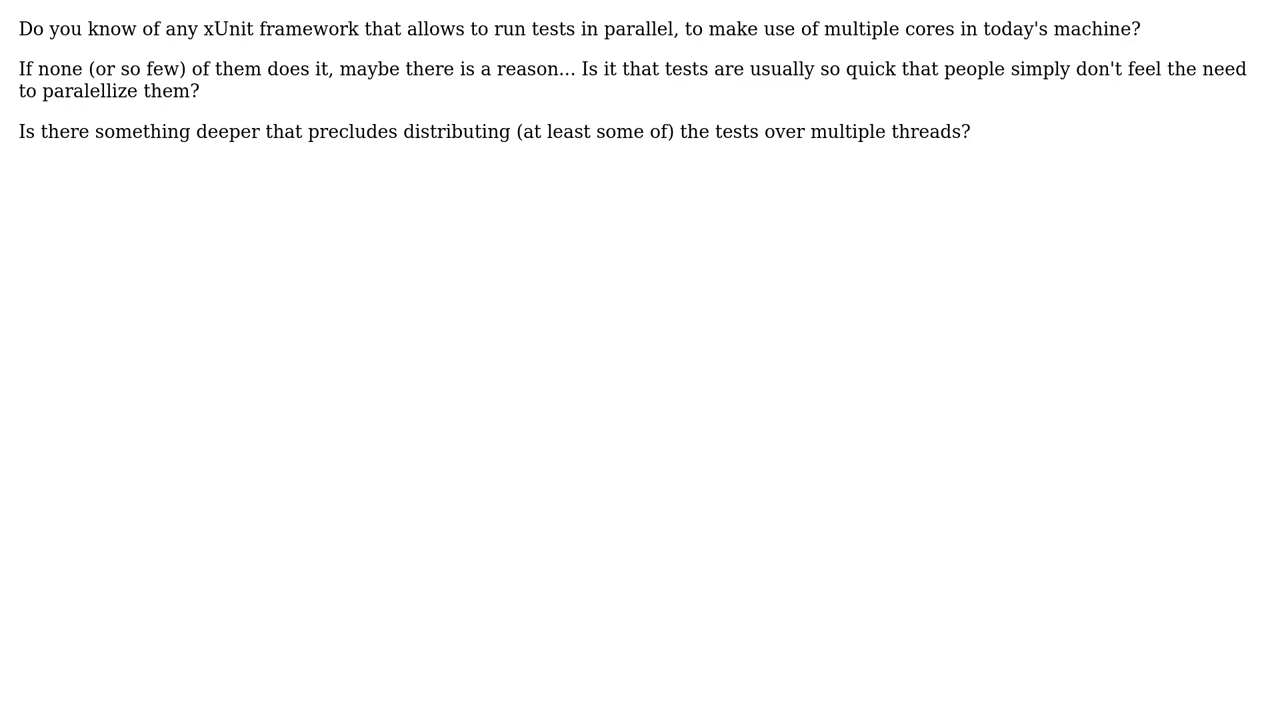 Do you know of any xUnit framework that allows to run tests in parallel, to make use of multiple cores in today's machine?
If none (or so few) of them does it, maybe there is a reason... Is it that tests are usually so quick that people simply don't feel the need
to paralellize them?
Is there something deeper that precludes distributing (at least some of) the tests over multiple threads?